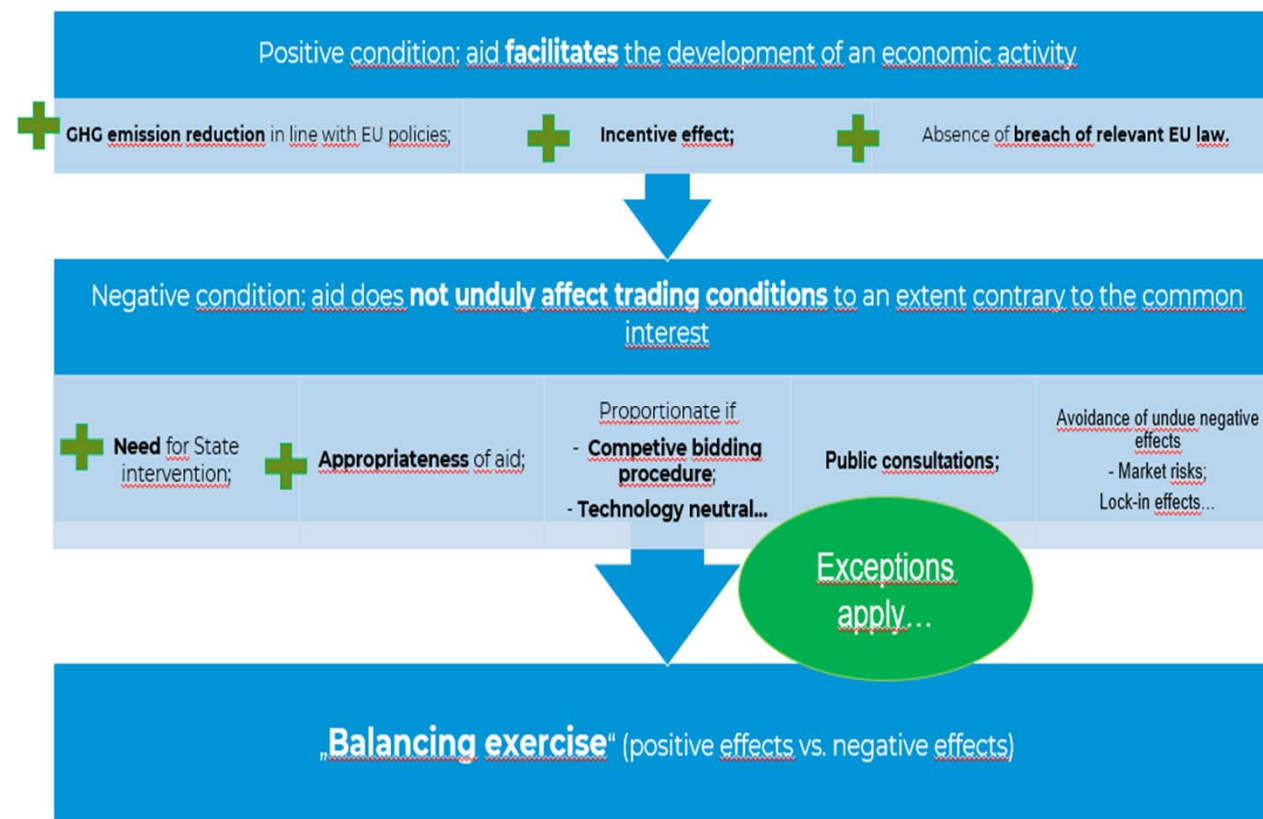 Positive condition: aid facilitates the development of an economic activity
GHG emission reduction in line with EU policies;
Incentive effect;
Absence of breach of relevant EU law.
Negative condition: aid does not unduly affect trading conditions to an extent contrary to the common
interest
Need for State
intervention;
Appropriateness of aid;
Proportionate if
- Competive bidding
procedure;
- Technology neutral...
Public consultations;
Avoidance of undue negative
effects
- Market risks;
Lock-in effects...
Exceptions
apply...
„Balancing exercise“ (positive effects vs. negative effects)